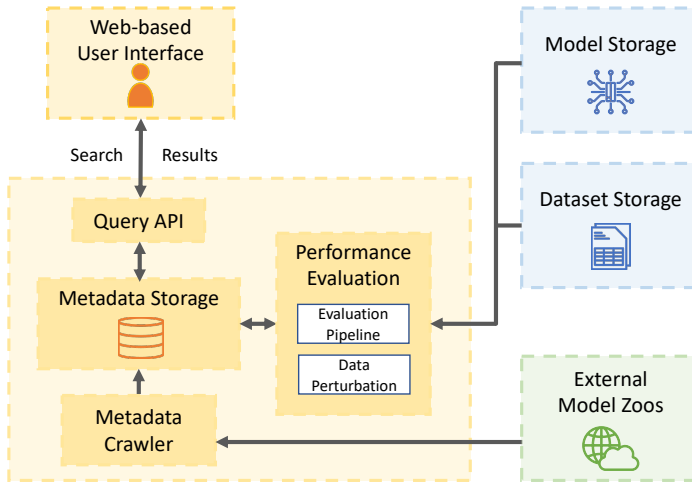 Web-based
User Interface
Search
Results
Query API
Metadata Storage
Metadata
Crawler
Performance
Evaluation
Evaluation
Pipeline
Data
Perturbation
Model Storage
Dataset Storage
External
Model Zoos